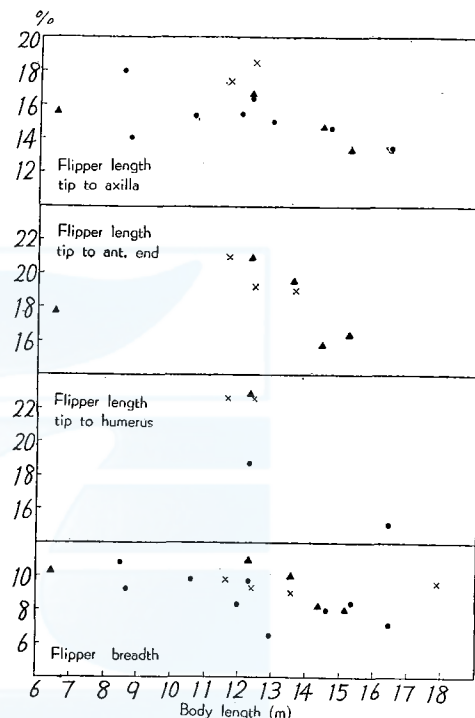 %
20
18
16
14
12
Flipper length
tip to axilla
22
20
18
Flipper length
tip to ant. end
22
20
18
16
14
Flipper length
tip to humerus
10
8
6
Flipper breadth
6 7 8 9 10 11 12 13 14 15 16 17 18
Body length (m)